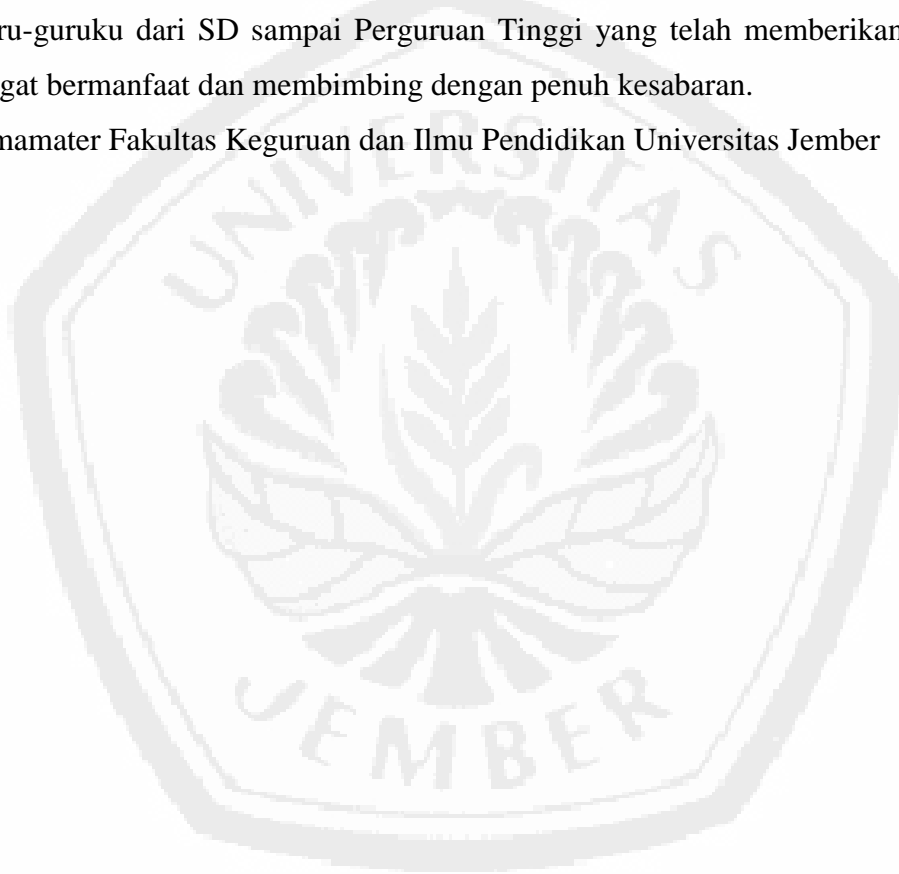 ru-guruku dari SD sampai Perguruan Tinggi yang telah memberikan
gat bermanfaat dan membimbing dengan penuh kesabaran.
mamater Fakultas Keguruan dan Ilmu Pendidikan Universitas Jember
UNIVERSITAS
JEMBER